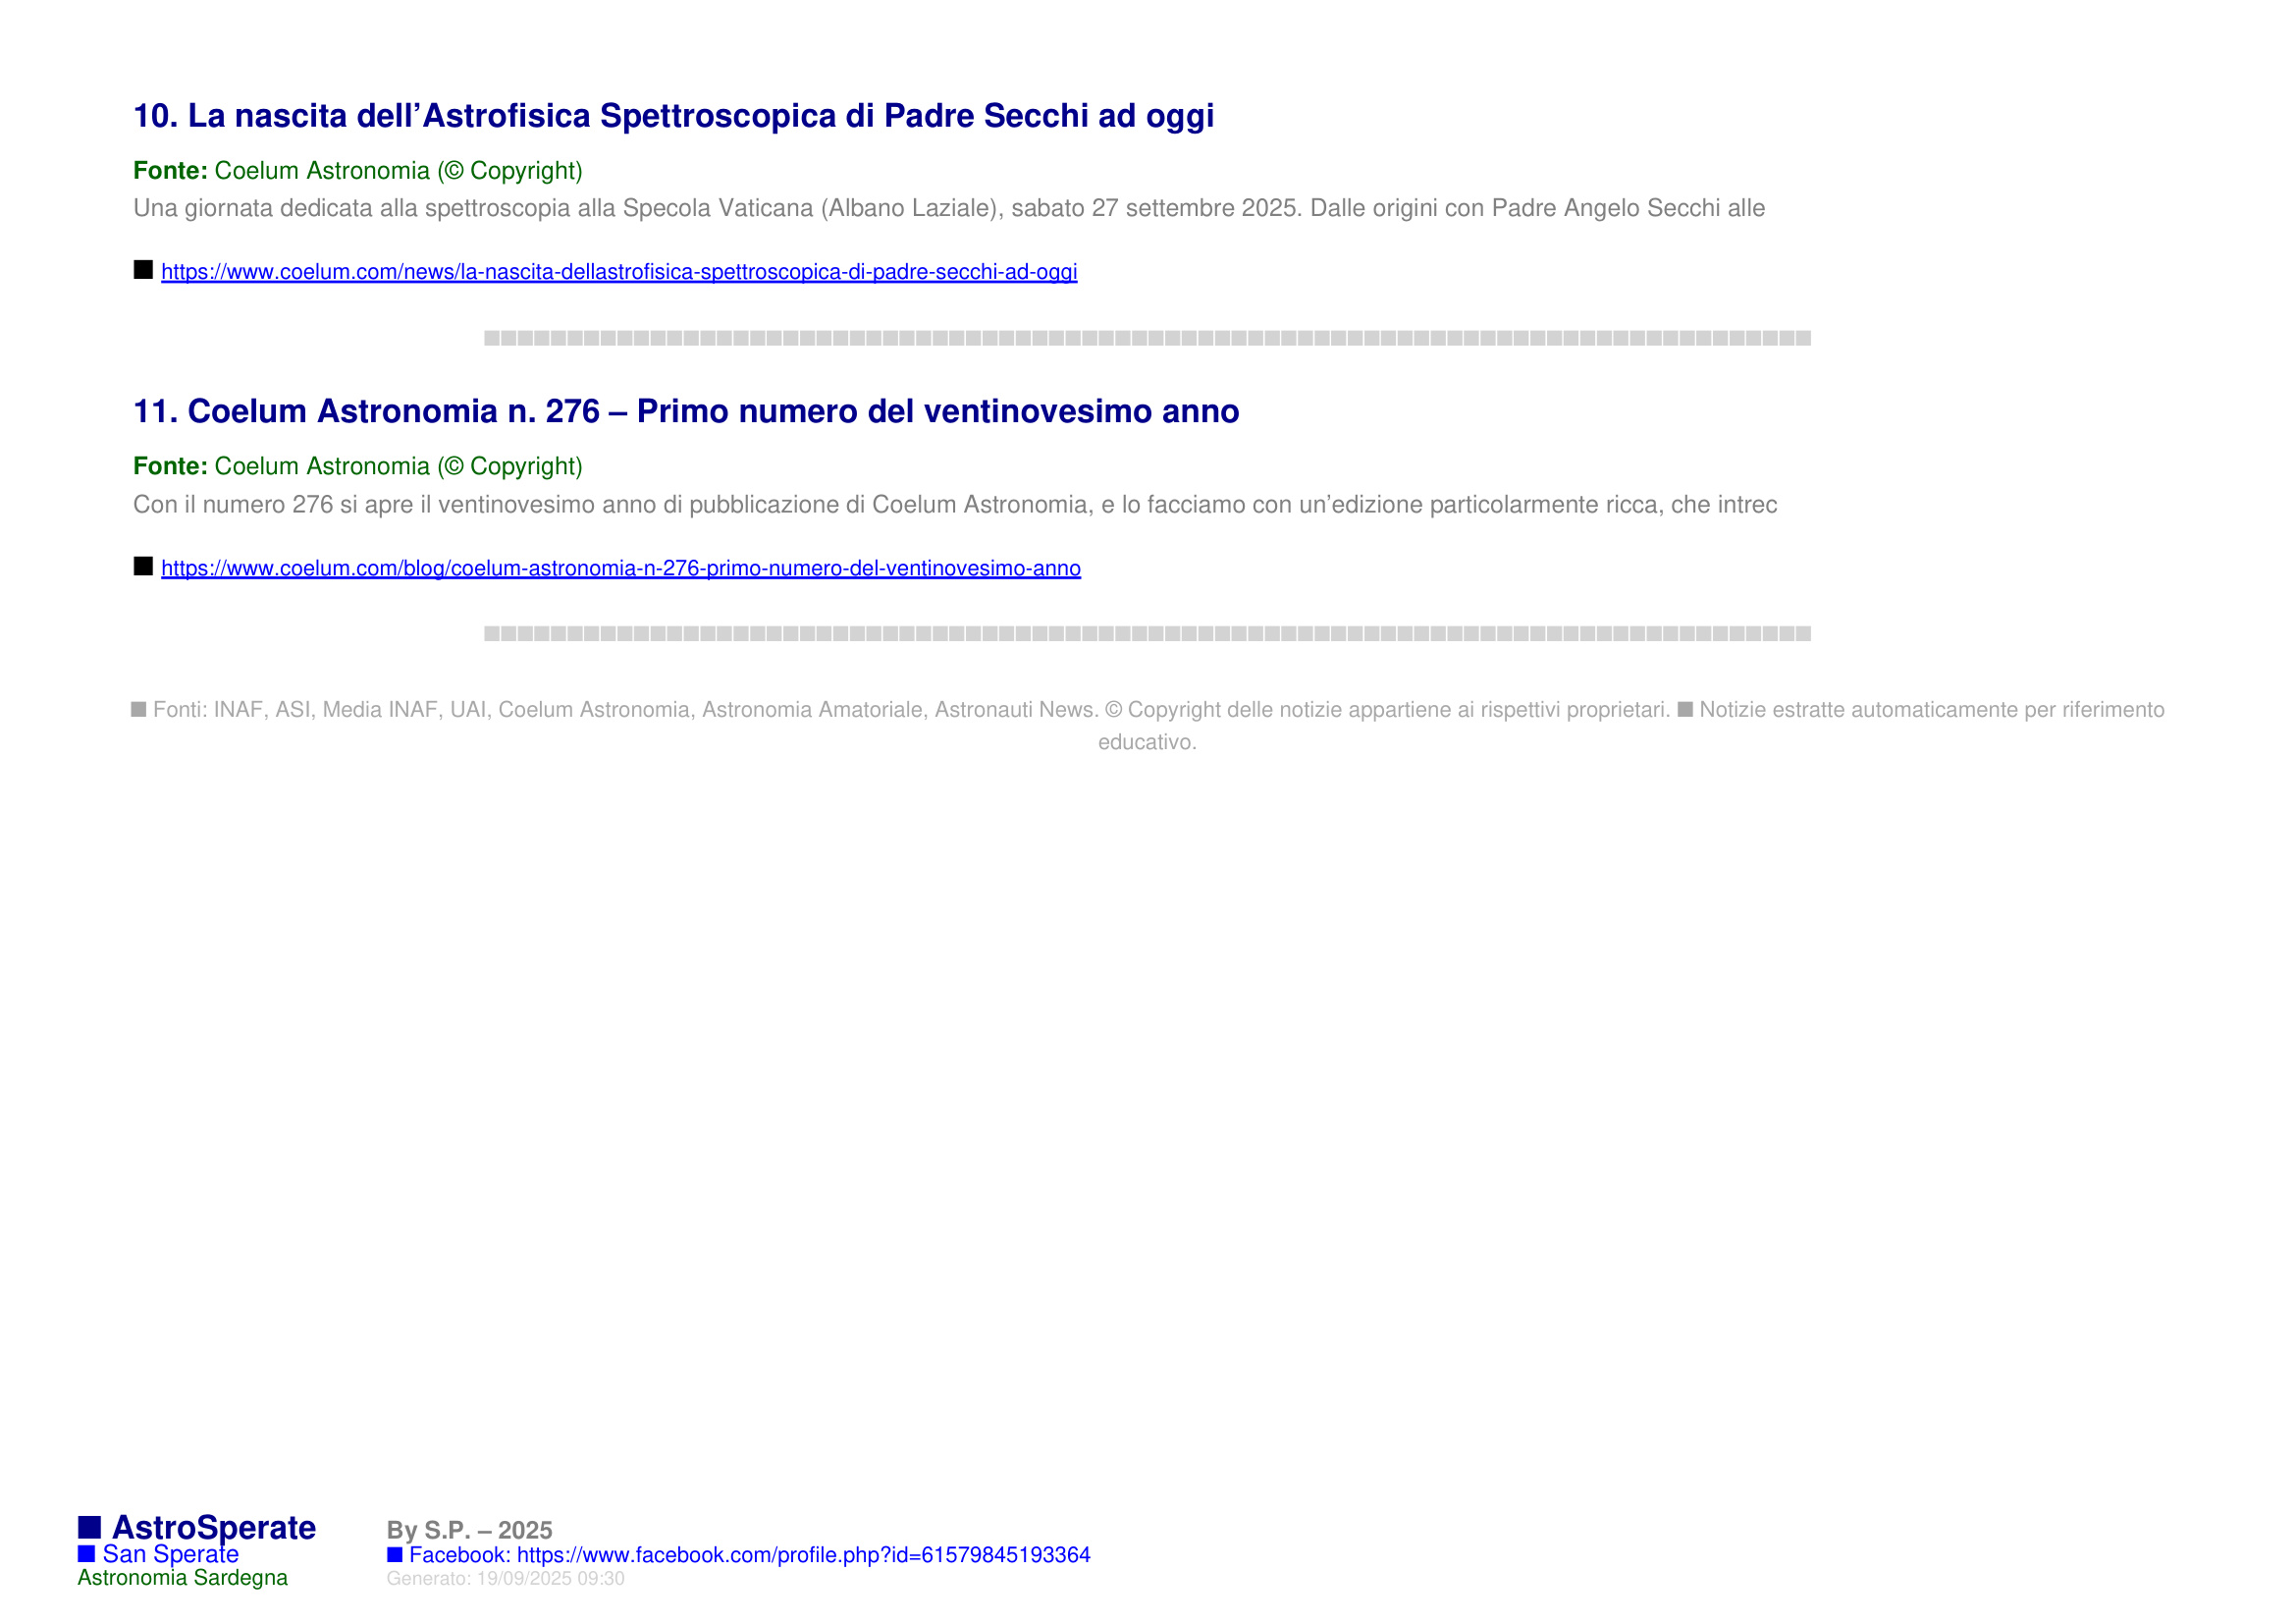 10. La nascita dell’Astrofisica Spettroscopica di Padre Secchi ad oggi
Fonte: Coelum Astronomia (© Copyright)
Una giornata dedicata alla spettroscopia alla Specola Vaticana (Albano Laziale), sabato 27 settembre 2025. Dalle origini con Padre Angelo Secchi alle
■ https://www.coelum.com/news/la-nascita-dellastrofisica-spettroscopica-di-padre-secchi-ad-oggi
11. Coelum Astronomia n. 276 – Primo numero del ventinovesimo anno
Fonte: Coelum Astronomia (© Copyright)
Con il numero 276 si apre il ventinovesimo anno di pubblicazione di Coelum Astronomia, e lo facciamo con un’edizione particolarmente ricca, che intrec
■ https://www.coelum.com/blog/coelum-astronomia-n-276-primo-numero-del-ventinovesimo-anno
■ Fonti: INAF, ASI, Media INAF, UAI, Coelum Astronomia, Astronomia Amatoriale, Astronauti News. © Copyright delle notizie appartiene ai rispettivi proprietari. ■ Notizie estratte automaticamente per riferimento
educativo.
■ AstroSperate
■ San Sperate
Astronomia Sardegna
By S.P. – 2025
■ Facebook: https://www.facebook.com/profile.php?id=61579845193364
Generato: 19/09/2025 09:30